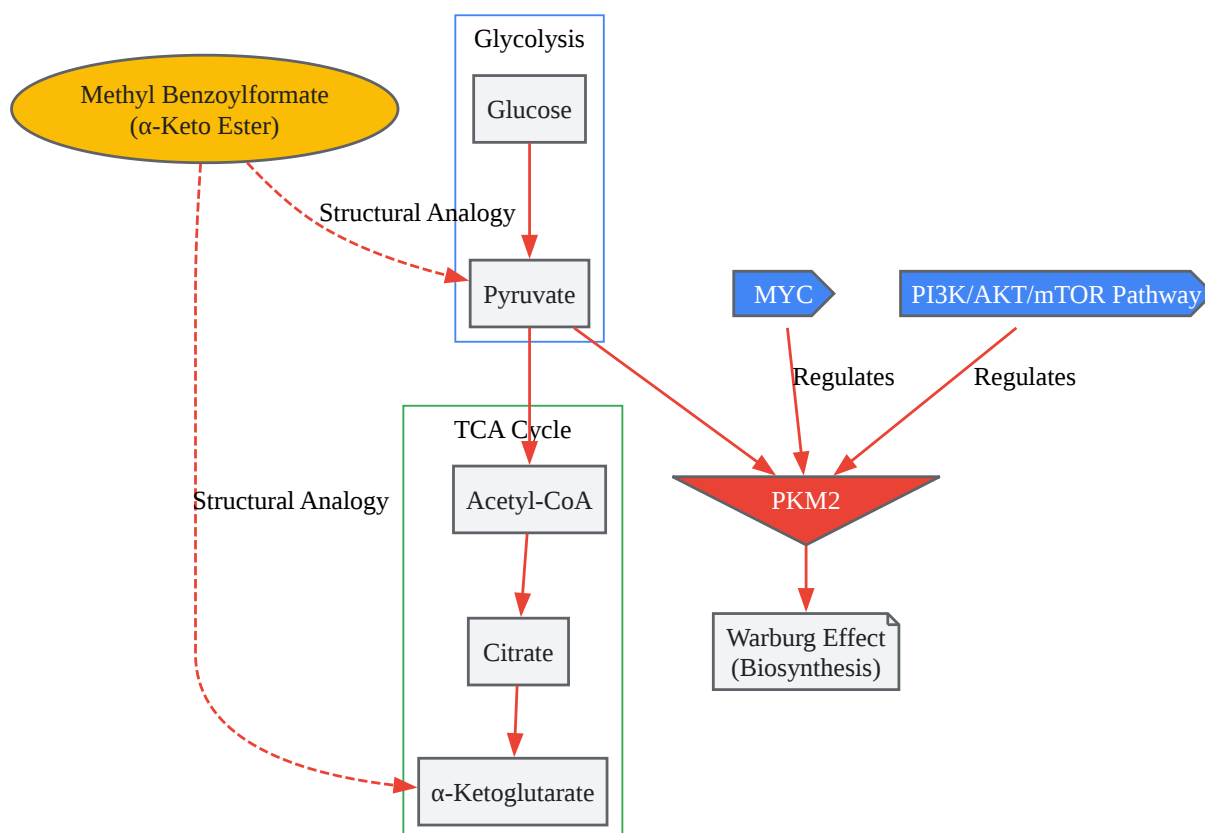 Glycolysis
Methyl Benzoylformate
(α-Keto Ester)
Glucose
Structural Analogy
Pyruvate
MYC
PI3K/AKT/mTOR Pathway
Regulates
Regulates
TCA Cycle
Structural Analogy
Acetyl-CoA
PKM2
Citrate
Warburg Effect
(Biosynthesis)
α-Ketoglutarate